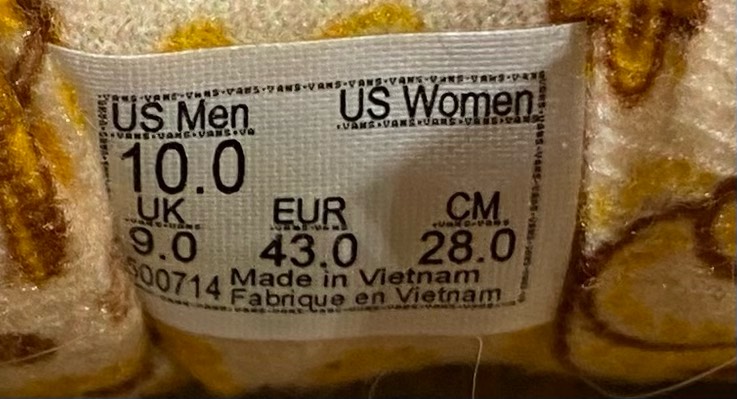 US Men US Women
10.0
UK EUR CM
9.0 43.0 28.0
500714 Made in Vietnam
Fabrique en Vietnam